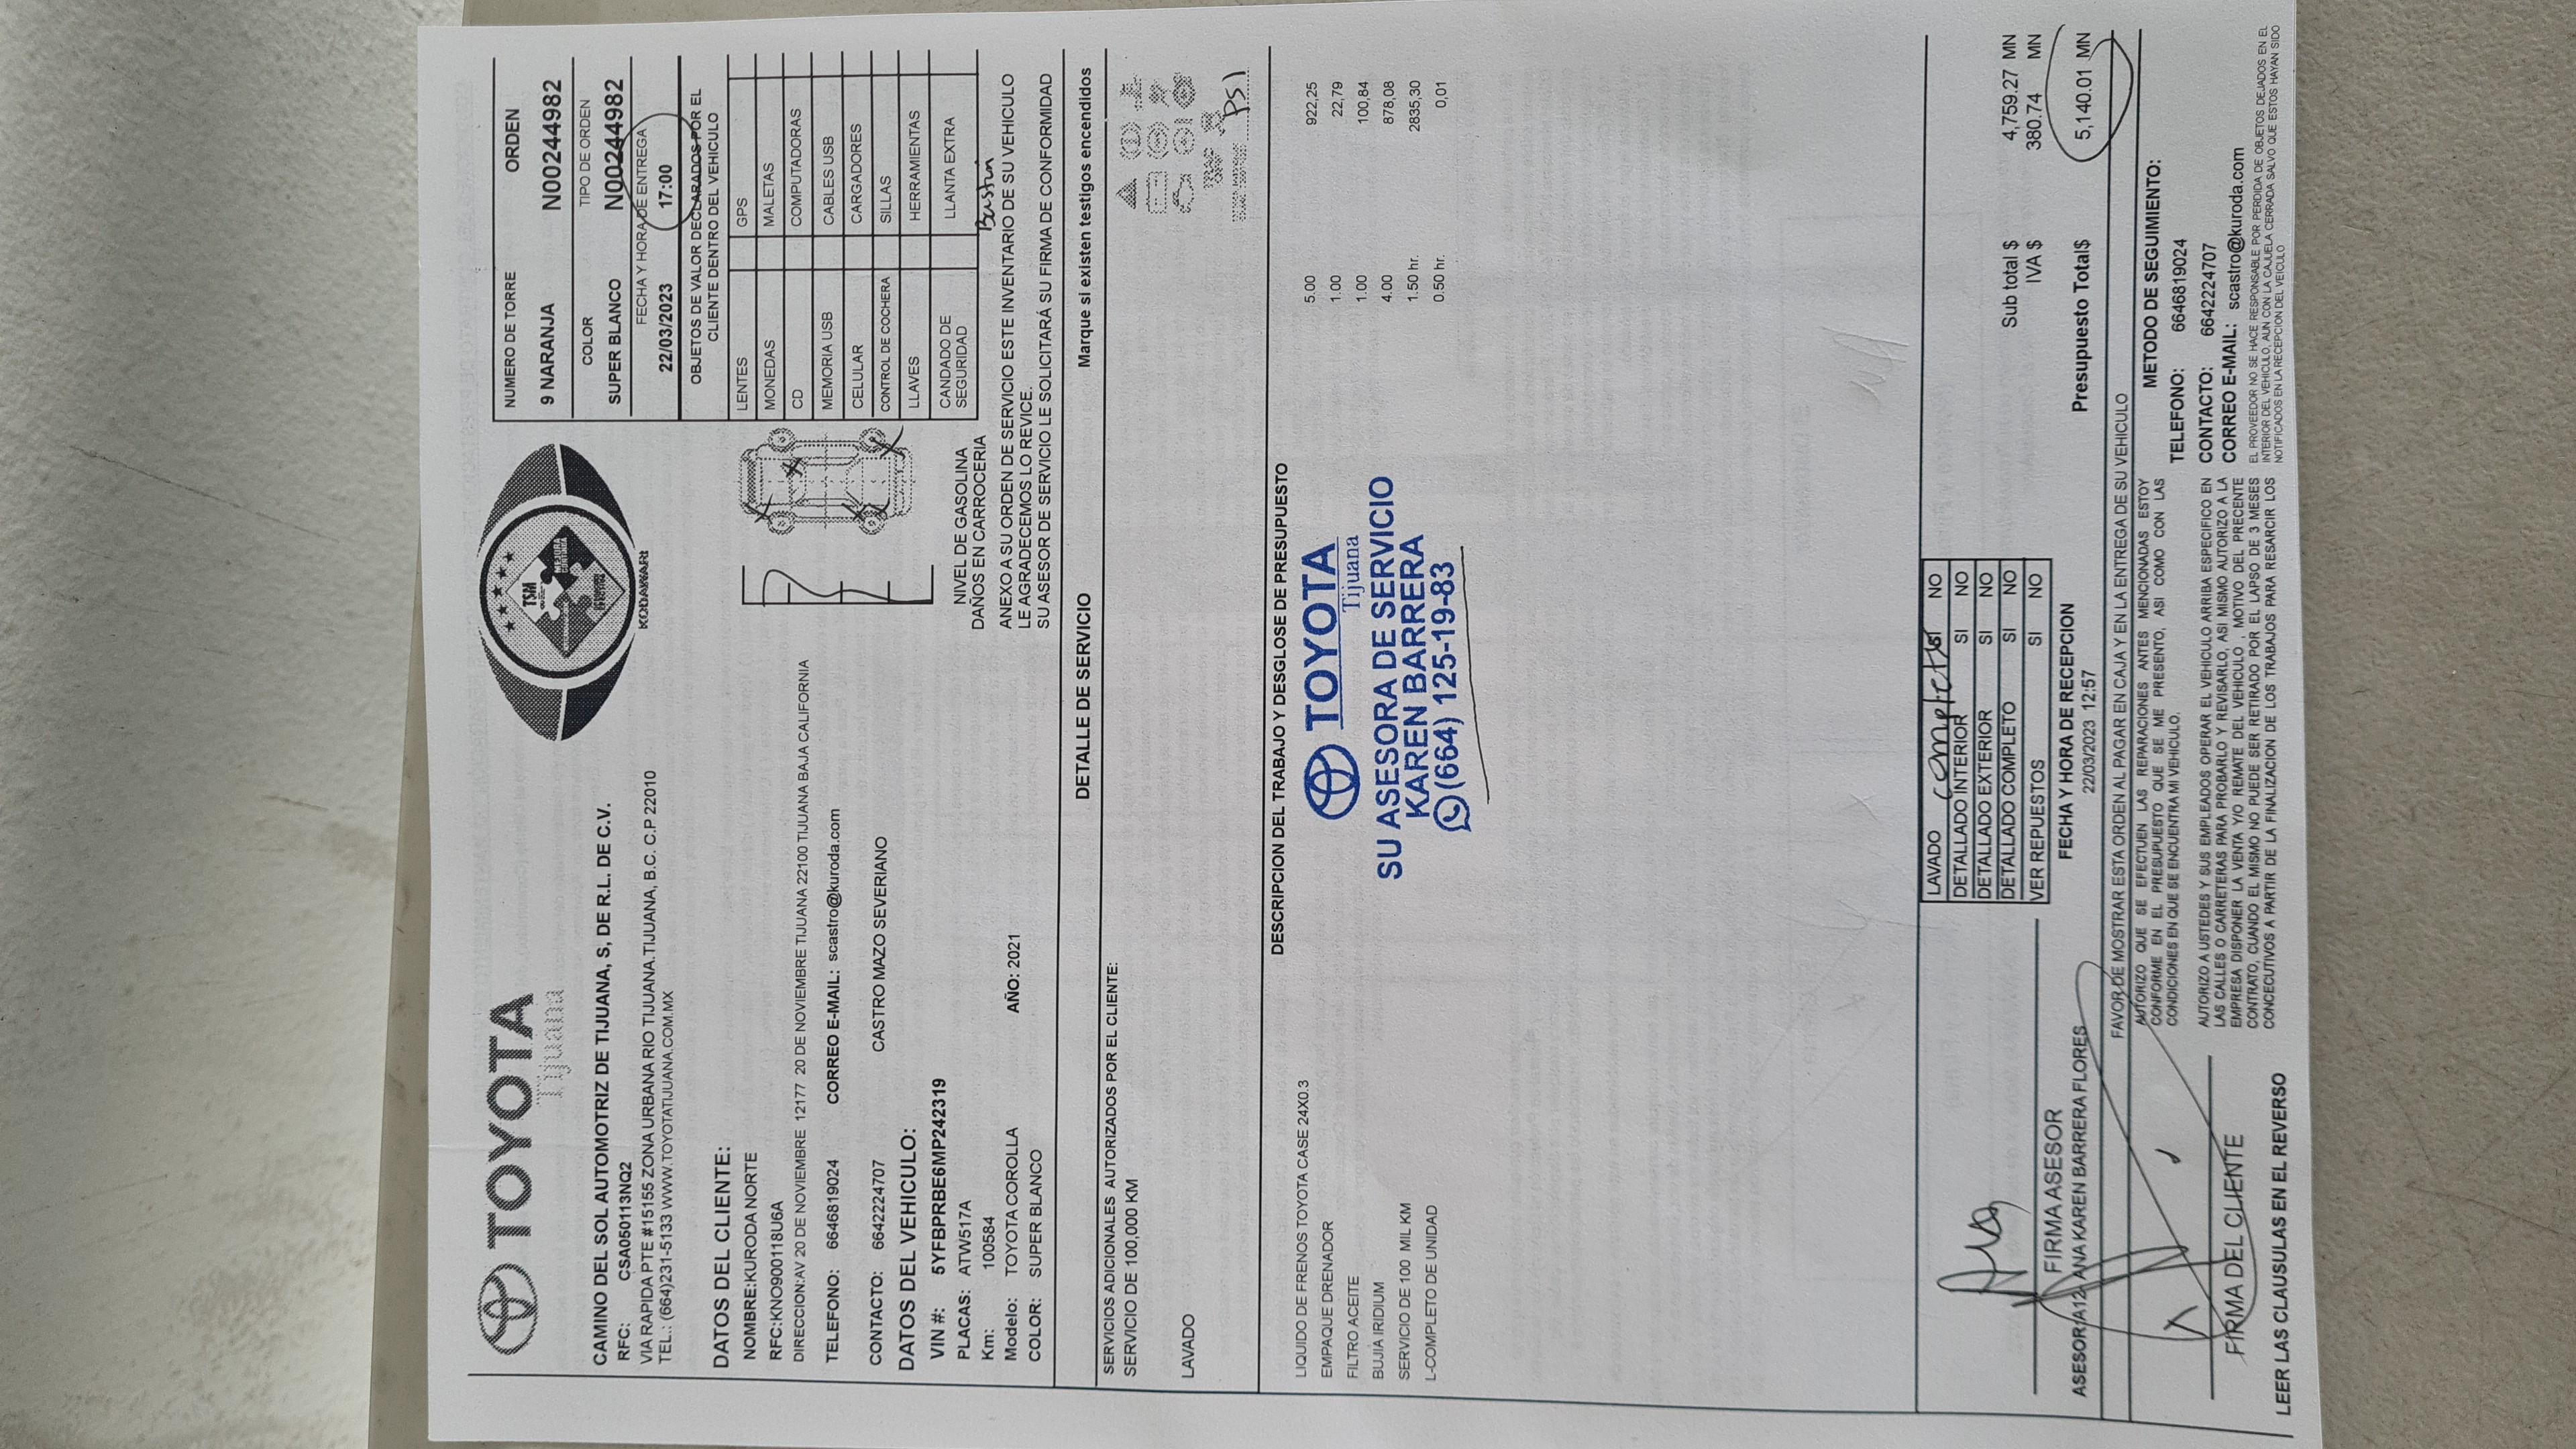 TOYOTA
Tijuana
TSM
KODAWARI
NUMERO DE TORRE ORDEN
9 NARANJA N00244982
COLOR TIPO DE ORDEN
SUPER BLANCO N00244982
FECHA Y HORA DE ENTREGA
22/03/2023 17:00
CAMINO DEL SOL AUTOMOTRIZ DE TIJUANA, S, DE R.L. DE C.V.
RFC: CSA050113NQ2
VIA RAPIDA PTE #15155 ZONA URBANA RIO TIJUANA.TIJUANA, B.C. C.P 22010
TEL.: (664)231-5133 WWW.TOYOTATIJUANA.COM.MX
OBJETOS DE VALOR DECLARADOS POR EL
CLIENTE DENTRO DEL VEHICULO
LENTES GPS
MONEDAS MALETAS
CD COMPUTADORAS
MEMORIA USB CABLES USB
CELULAR CARGADORES
CONTROL DE COCHERA SILLAS
LLAVES HERRAMIENTAS
CANDADO DE SEGURIDAD LLANTA EXTRA
DATOS DEL CLIENTE:
NOMBRE:KURODA NORTE
RFC:KNO900118U6A
DIRECCION:AV 20 DE NOVIEMBRE 12177 20 DE NOVIEMBRE TIJUANA 22100 TIJUANA BAJA CALIFORNIA
TELEFONO: 6646819024 CORREO E-MAIL: scastro@kuroda.com
CONTACTO: 6642224707 CASTRO MAZO SEVERIANO
DATOS DEL VEHICULO:
VIN #: 5YFBPRBE6MP242319
PLACAS: ATW517A
Km: 100584
Modelo: TOYOTA COROLLA AÑO: 2021
COLOR: SUPER BLANCO
NIVEL DE GASOLINA
DAÑOS EN CARROCERIA
ANEXO A SU ORDEN DE SERVICIO ESTE INVENTARIO DE SU VEHICULO
LE AGRADECEMOS LO REVICE.
SU ASESOR DE SERVICIO LE SOLICITARÁ SU FIRMA DE CONFORMIDAD
DETALLE DE SERVICIO Marque si existen testigos encendidos
SERVICIOS ADICIONALES AUTORIZADOS POR EL CLIENTE:
SERVICIO DE 100,000 KM
LAVADO
PSI
DESCRIPCION DEL TRABAJO Y DESGLOSE DE PRESUPUESTO
LIQUIDO DE FRENOS TOYOTA CASE 24X0.3 5.00 922,25
EMPAQUE DRENADOR 1.00 22,79
FILTRO ACEITE 1.00 100,84
BUJIA IRIDIUM 4.00 878,08
SERVICIO DE 100 MIL KM 1.50 hr. 2835,30
L-COMPLETO DE UNIDAD 0.50 hr. 0,01
TOYOTA
Tijuana
SU ASESORA DE SERVICIO
KAREN BARRERA
(664) 125-19-83
LAVADO completo SI NO
DETALLADO INTERIOR SI NO
DETALLADO EXTERIOR SI NO
DETALLADO COMPLETO SI NO
VER REPUESTOS SI NO
Sub total $ 4,759.27 MN
IVA $ 380.74 MN
Presupuesto Total$ 5,140.01 MN
FIRMA ASESOR
ASESOR:A12-ANA KAREN BARRERA FLORES
FECHA Y HORA DE RECEPCION
22/03/2023 12:57
FAVOR DE MOSTRAR ESTA ORDEN AL PAGAR EN CAJA Y EN LA ENTREGA DE SU VEHICULO
AUTORIZO QUE SE EFECTUEN LAS REPARACIONES ANTES MENCIONADAS ESTOY
CONFORME EN EL PRESUPUESTO QUE SE ME PRESENTO, ASI COMO CON LAS
CONDICIONES EN QUE SE ENCUENTRA MI VEHICULO.
AUTORIZO A USTEDES Y SUS EMPLEADOS OPERAR EL VEHICULO ARRIBA ESPECIFICO EN
LAS CALLES O CARRETERAS PARA PROBARLO Y REVISARLO, ASI MISMO AUTORIZO A LA
EMPRESA DISPONER LA VENTA Y/O REMATE DEL VEHICULO , MOTIVO DEL PRECENTE
CONTRATO, CUANDO EL MISMO NO PUEDE SER RETIRADO POR EL LAPSO DE 3 MESES
CONCECUTIVOS A PARTIR DE LA FINALIZACION DE LOS TRABAJOS PARA RESARCIR LOS
METODO DE SEGUIMIENTO:
TELEFONO: 6646819024
CONTACTO: 6642224707
CORREO E-MAIL: scastro@kuroda.com
EL PROVEEDOR NO SE HACE RESPONSABLE POR PERDIDA DE OBJETOS DEJADOS EN EL
INTERIOR DEL VEHICULO, AUN CON LA CAJUELA CERRADA SALVO QUE ESTOS HAYAN SIDO
NOTIFICADOS EN LA RECEPCION DEL VEICULO
FIRMA DEL CLIENTE
LEER LAS CLAUSULAS EN EL REVERSO